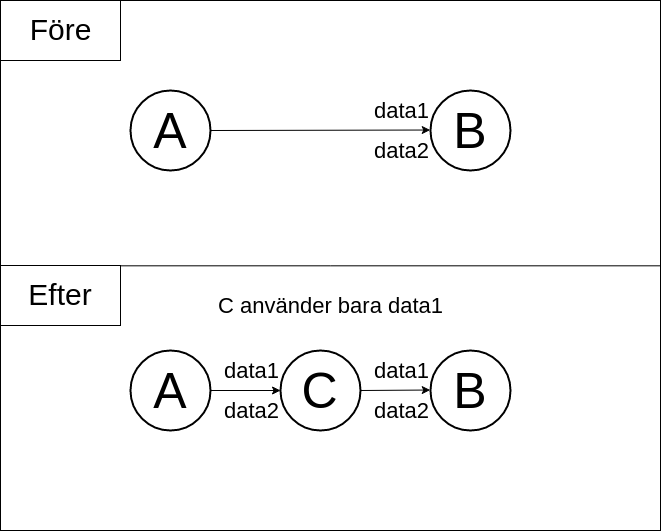 Före
A
data1
data2
B
Efter
C använder bara data1
A
data1
data2
C
data1
data2
B